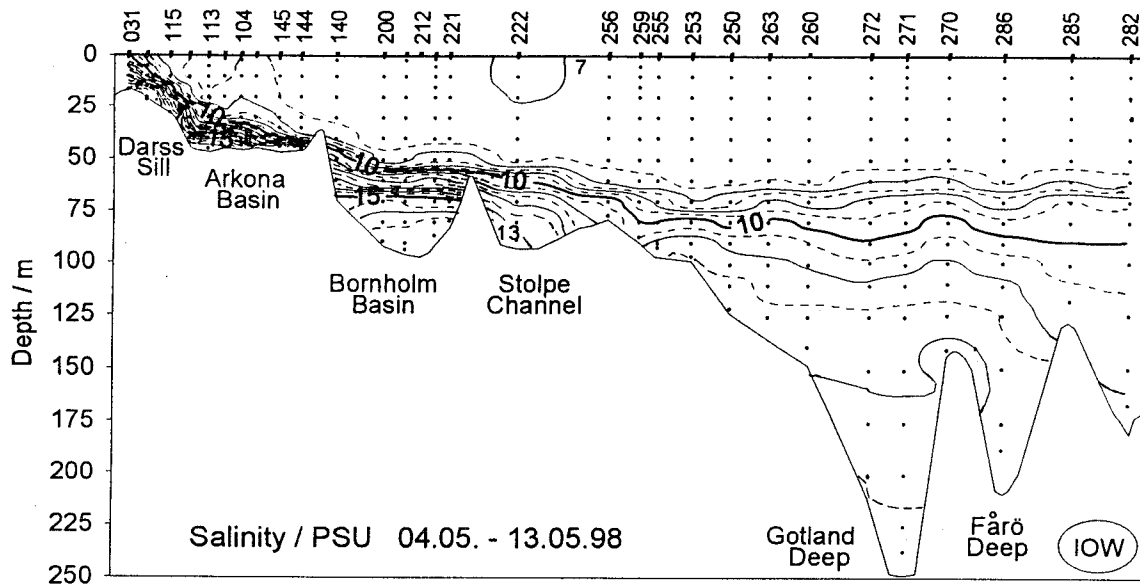 031 115 113 104 145 144 140 200 212 221 222 256 259 255 253 250 263 260 272 271 270 286 285 282
0
25
50
75
100
125
150
175
200
225
250
Depth / m
7
10
15
10
15
10
13
10
Darss
Sill
Arkona
Basin
Bornholm
Basin
Stolpe
Channel
Gotland
Deep
Fårö
Deep
Salinity / PSU 04.05. - 13.05.98
IOW